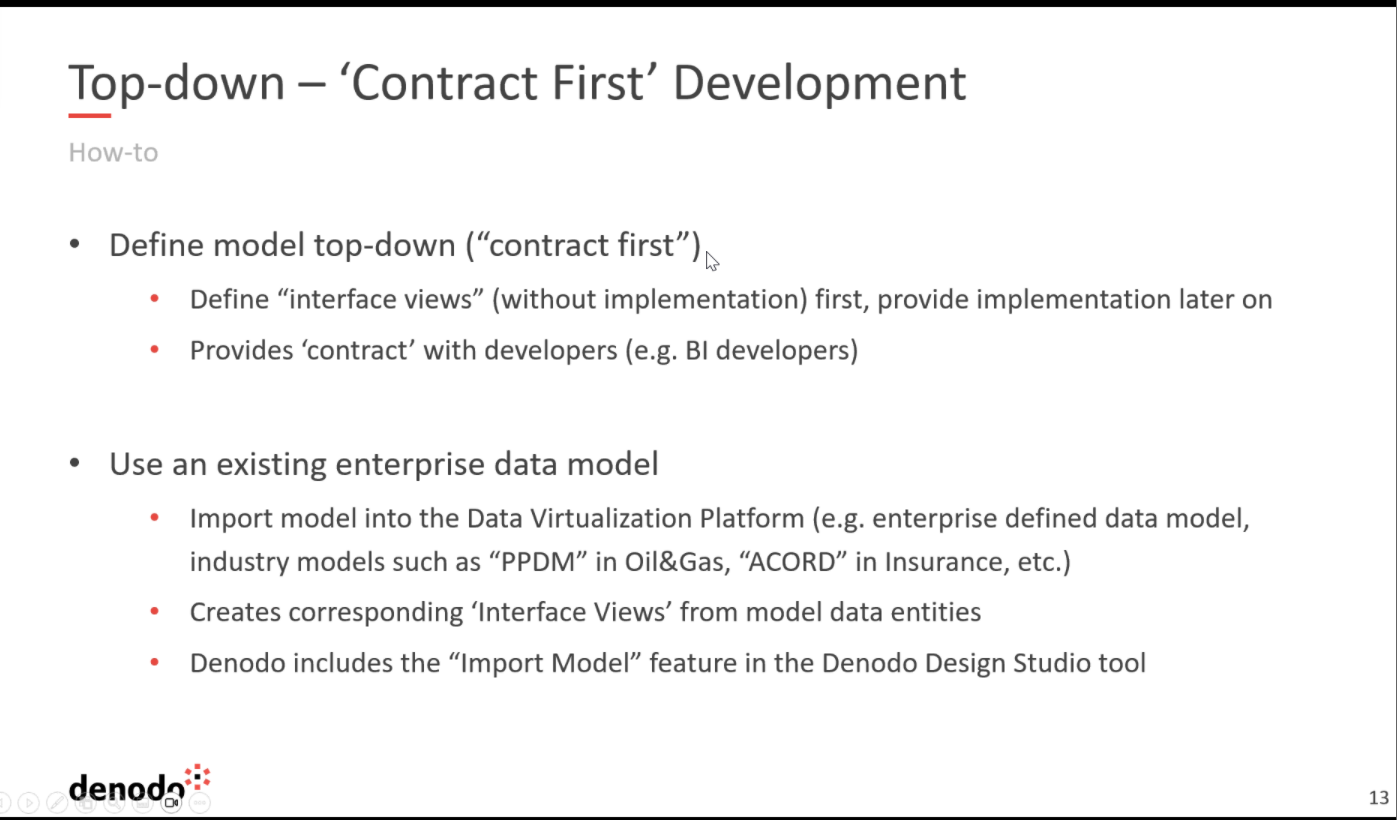 Top-down – ‘Contract First’ Development
How-to
• Define model top-down (“contract first”)
• Define “interface views” (without implementation) first, provide implementation later on
• Provides ‘contract’ with developers (e.g. BI developers)
• Use an existing enterprise data model
• Import model into the Data Virtualization Platform (e.g. enterprise defined data model,
industry models such as “PPDM” in Oil&Gas, “ACORD” in Insurance, etc.)
• Creates corresponding ‘Interface Views’ from model data entities
• Denodo includes the “Import Model” feature in the Denodo Design Studio tool
denodo
13